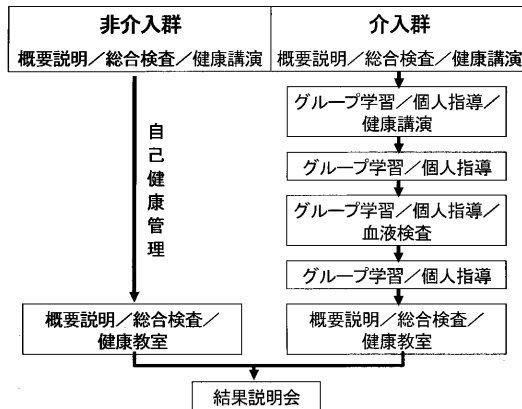 非介入群
概要説明/総合検査/健康講演
自己健康管理
概要説明/総合検査/
健康教室
介入群
概要説明/総合検査/健康講演
グループ学習/個人指導/
健康講演
グループ学習/個人指導
グループ学習/個人指導/
血液検査
グループ学習/個人指導
概要説明/総合検査/
健康教室
結果説明会